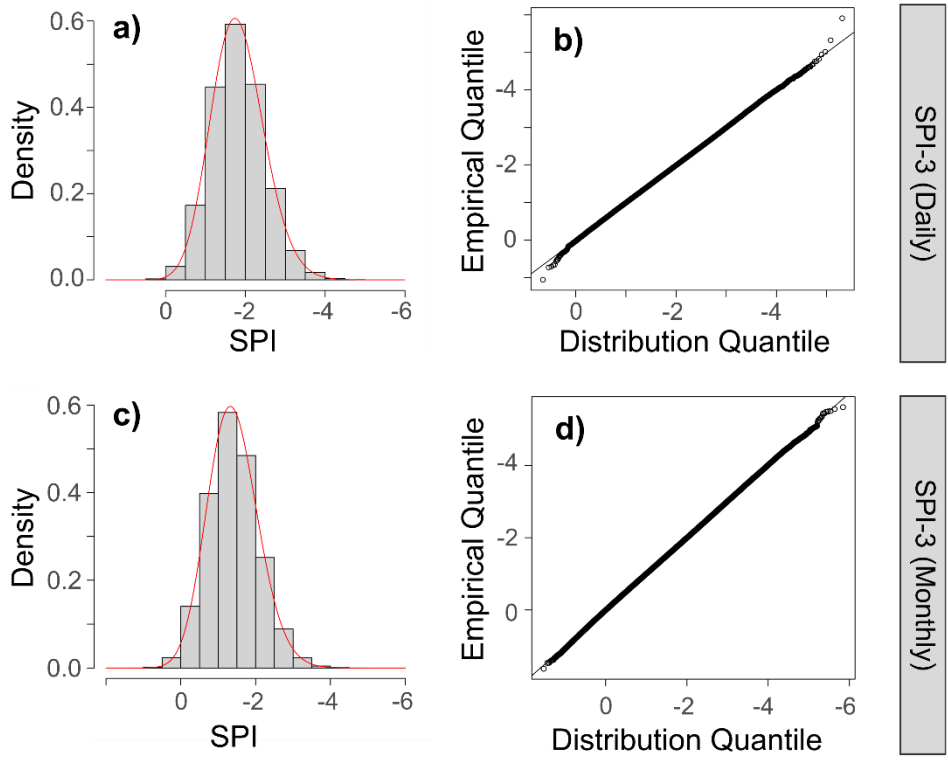 a)
0.6
0.4
0.2
0.0
Density
0
-2
-4
-6
SPI
b)
-4
-2
0
Empirical Quantile
0
-2
-4
Distribution Quantile
SPI-3 (Daily)
c)
0.6
0.4
0.2
0.0
Density
0
-2
-4
-6
SPI
d)
-4
-2
0
Empirical Quantile
0
-2
-4
-6
Distribution Quantile
SPI-3 (Monthly)